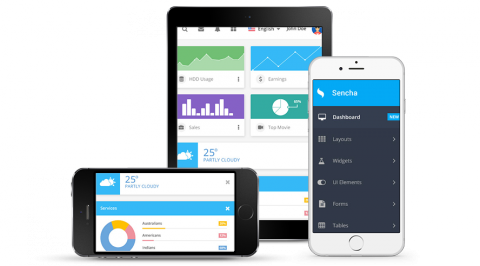 English
John Doe
HDD Usage
Earnings
Sales
60%
Top Movie
25°
PARTLY CLOUDY
Sencha
Dashboard
NEW
Layouts
Widgets
UI Elements
Forms
Tables
25°
PARTLY CLOUDY
Services
Australians
Americans
Indians